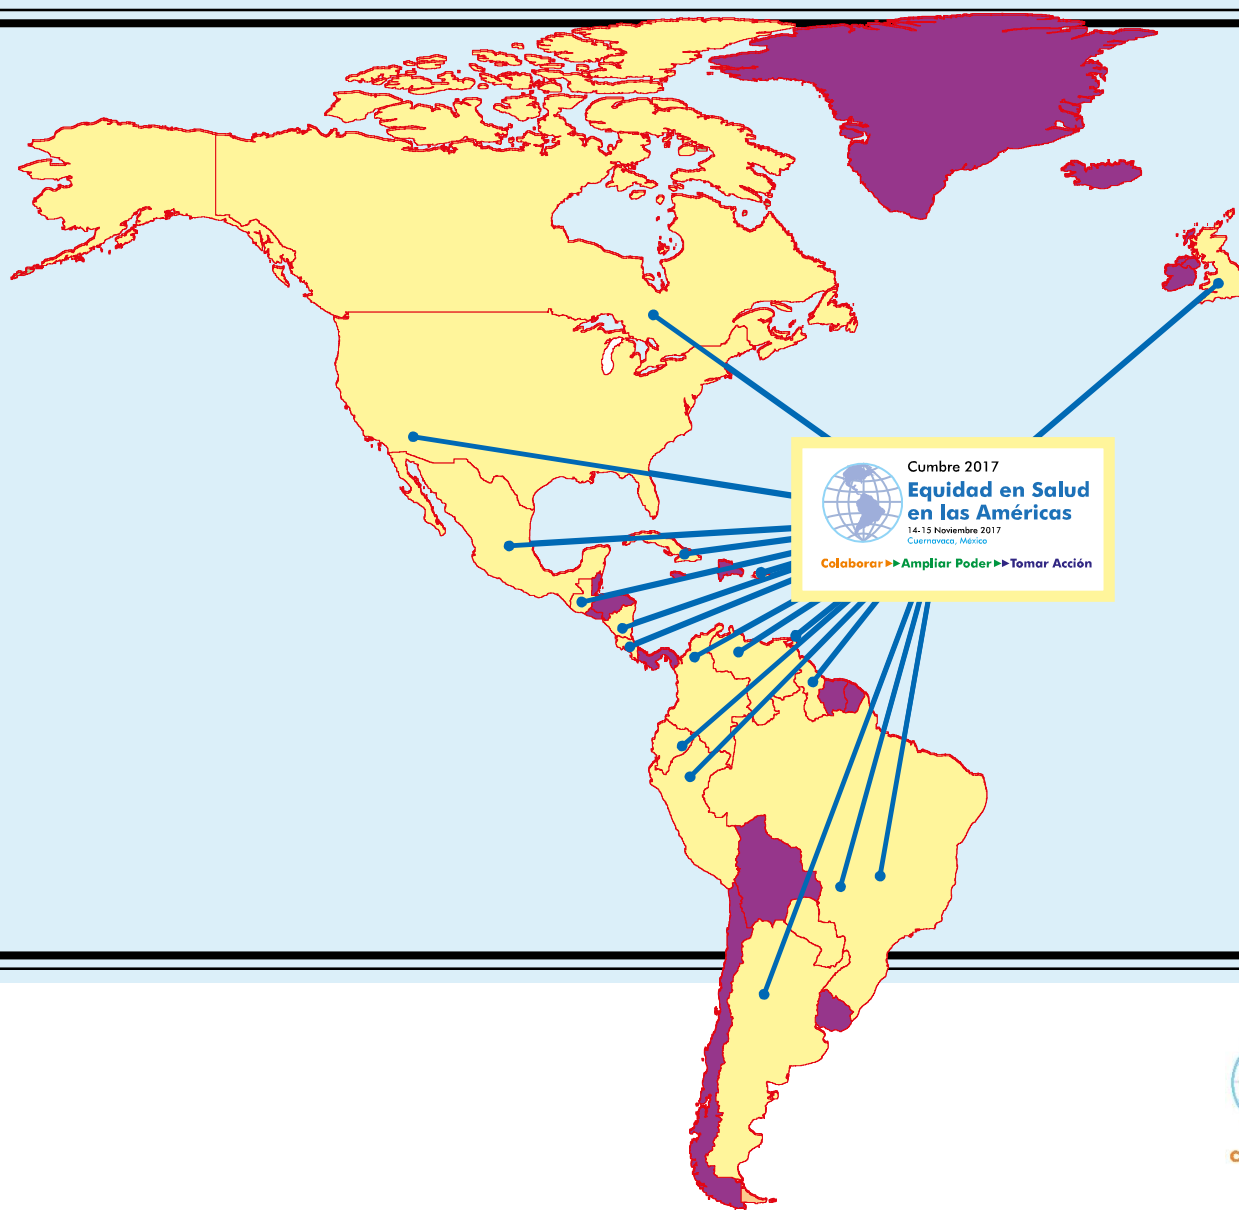 Cumbre 2017
Equidad en Salud
en las Américas
14-15 Noviembre 2017
Cuernavaca, México
Colaborar ▶▶Ampliar Poder ▶▶Tomar Acción